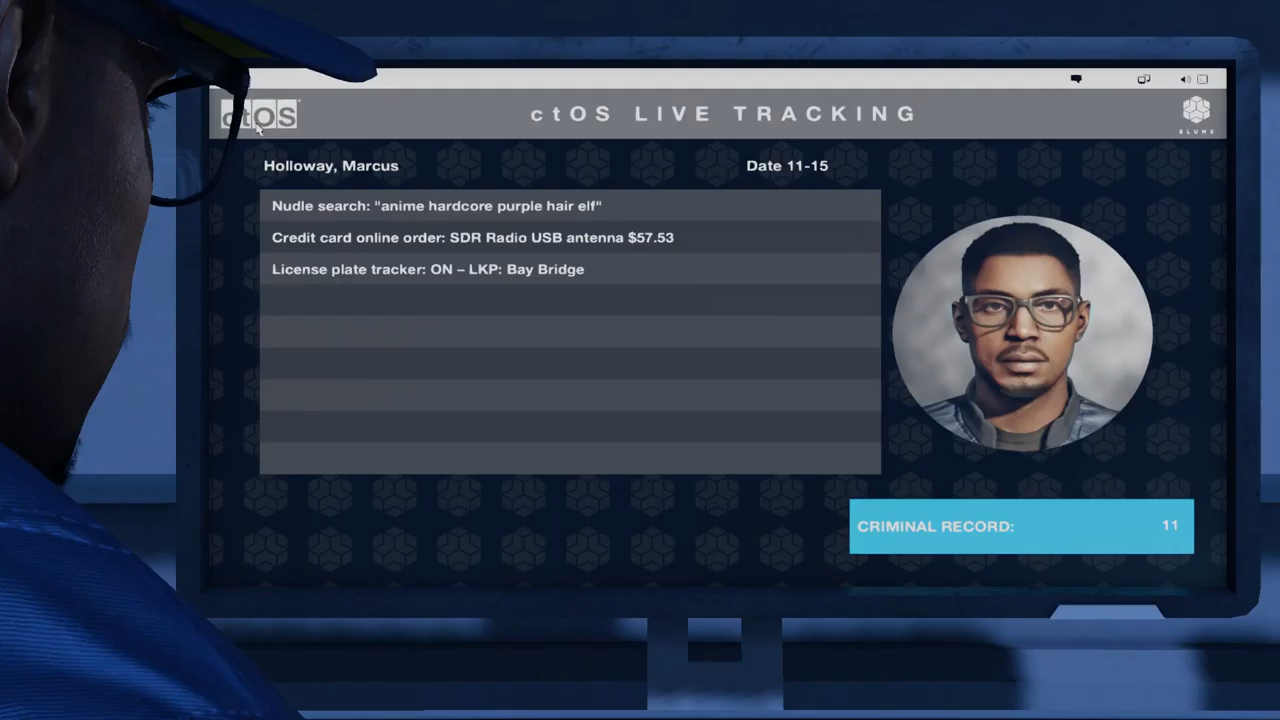 ctOS
ctOS LIVE TRACKING
BLUME
Holloway, Marcus
Date 11-15
Nudle search: "anime hardcore purple hair elf"
Credit card online order: SDR Radio USB antenna $57.53
License plate tracker: ON – LKP: Bay Bridge
CRIMINAL RECORD: 11